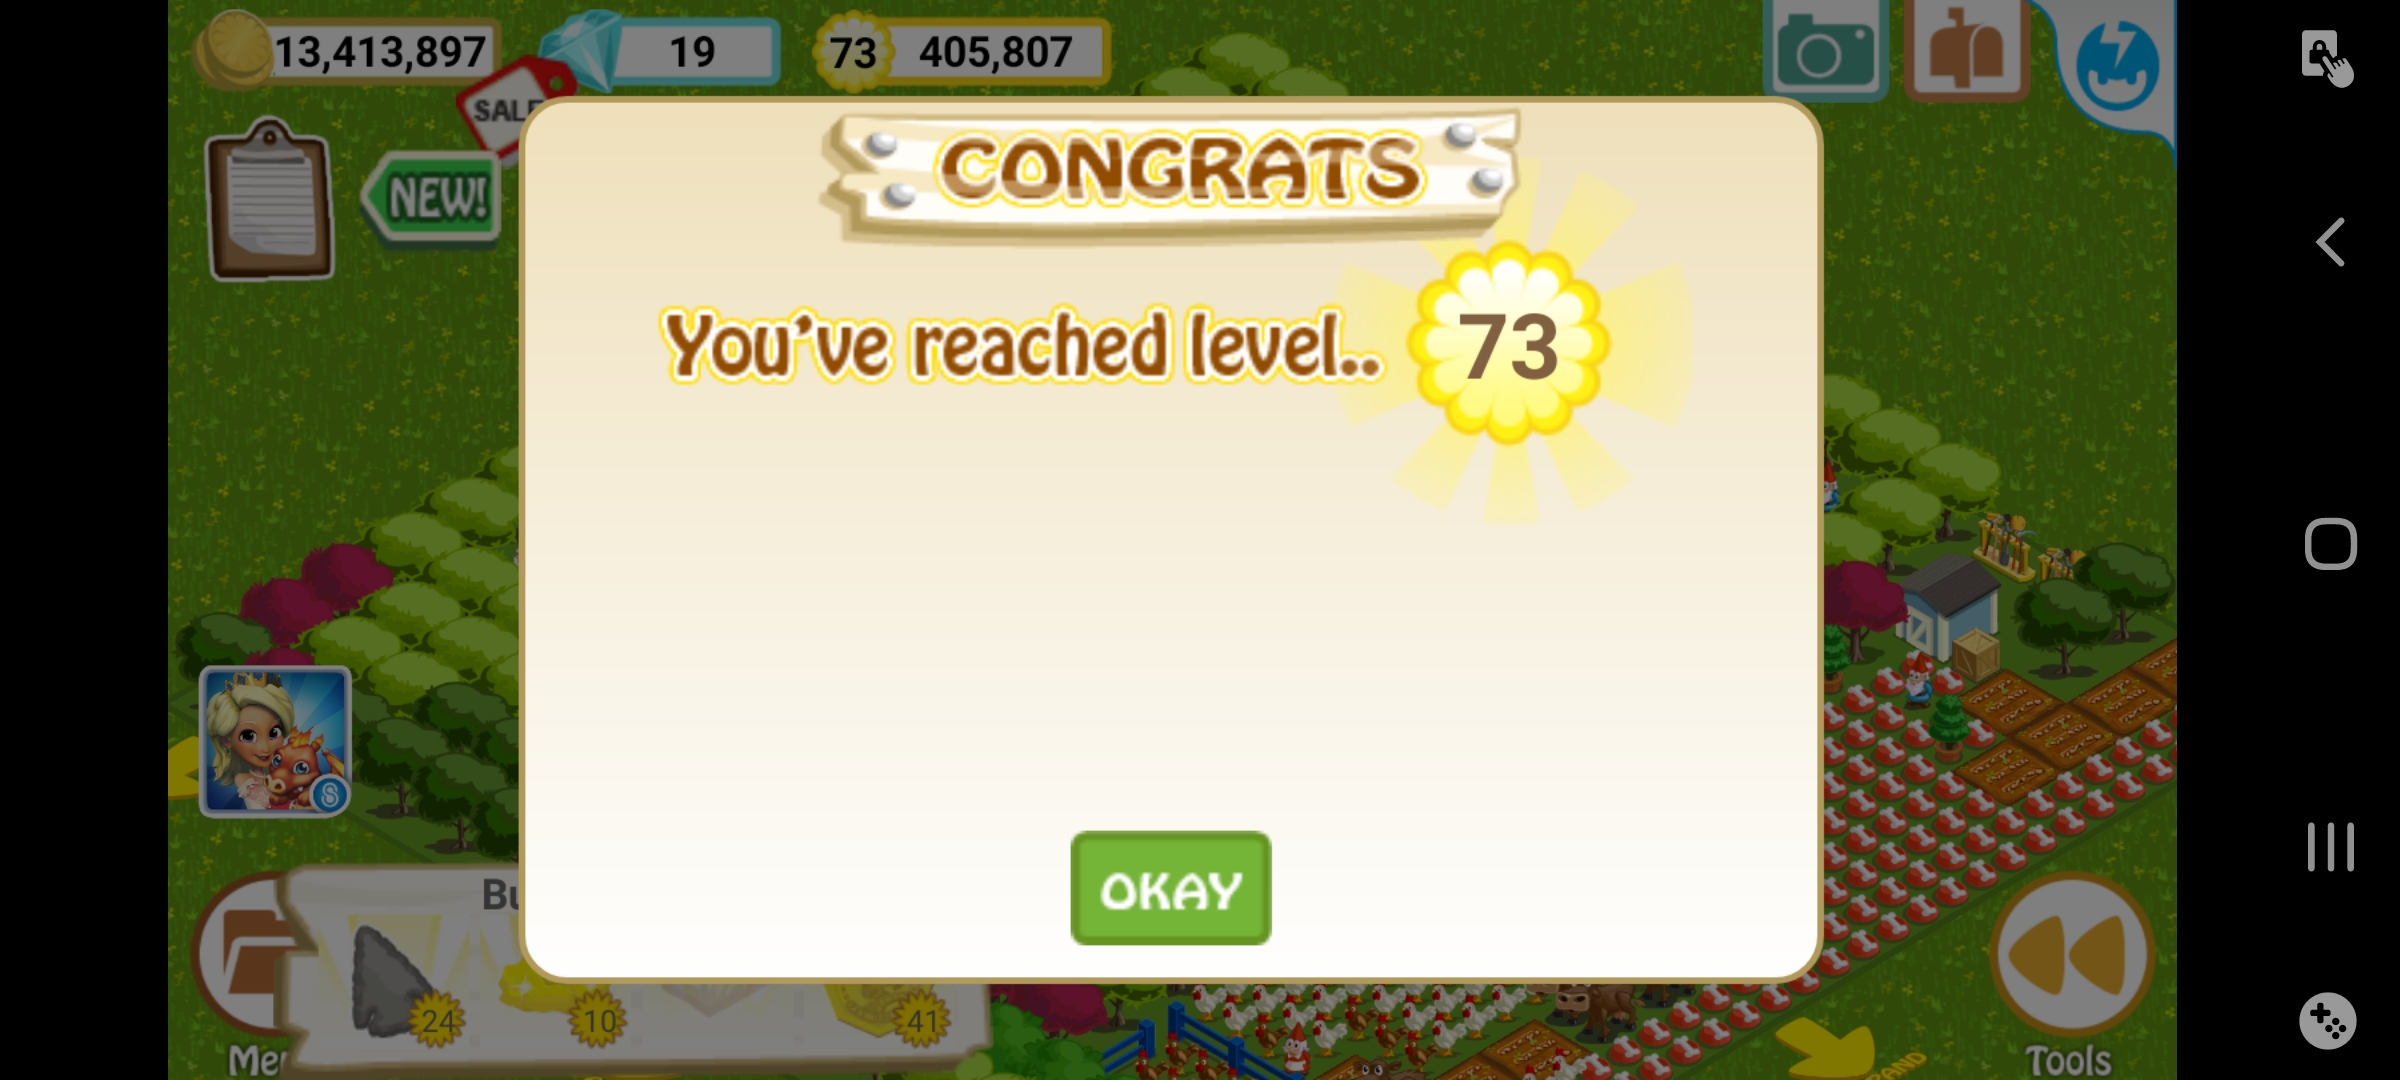 13,413,897
19
73
405,807
SALE
NEW!
CONGRATS
You've reached level..
73
OKAY
24
10
41
Tools